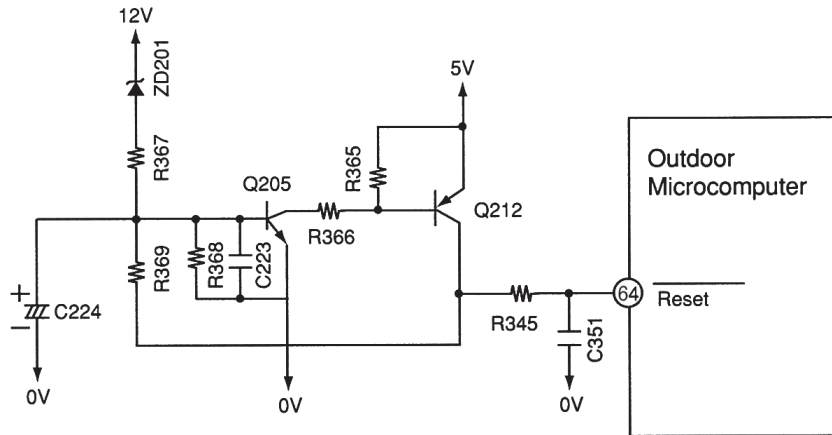 12V
ZD201
5V
R367
R365
Outdoor
Microcomputer
Q205
Q212
R366
R369
R368
C223
+
−
C224
64
Reset
R345
C351
0V
0V
0V